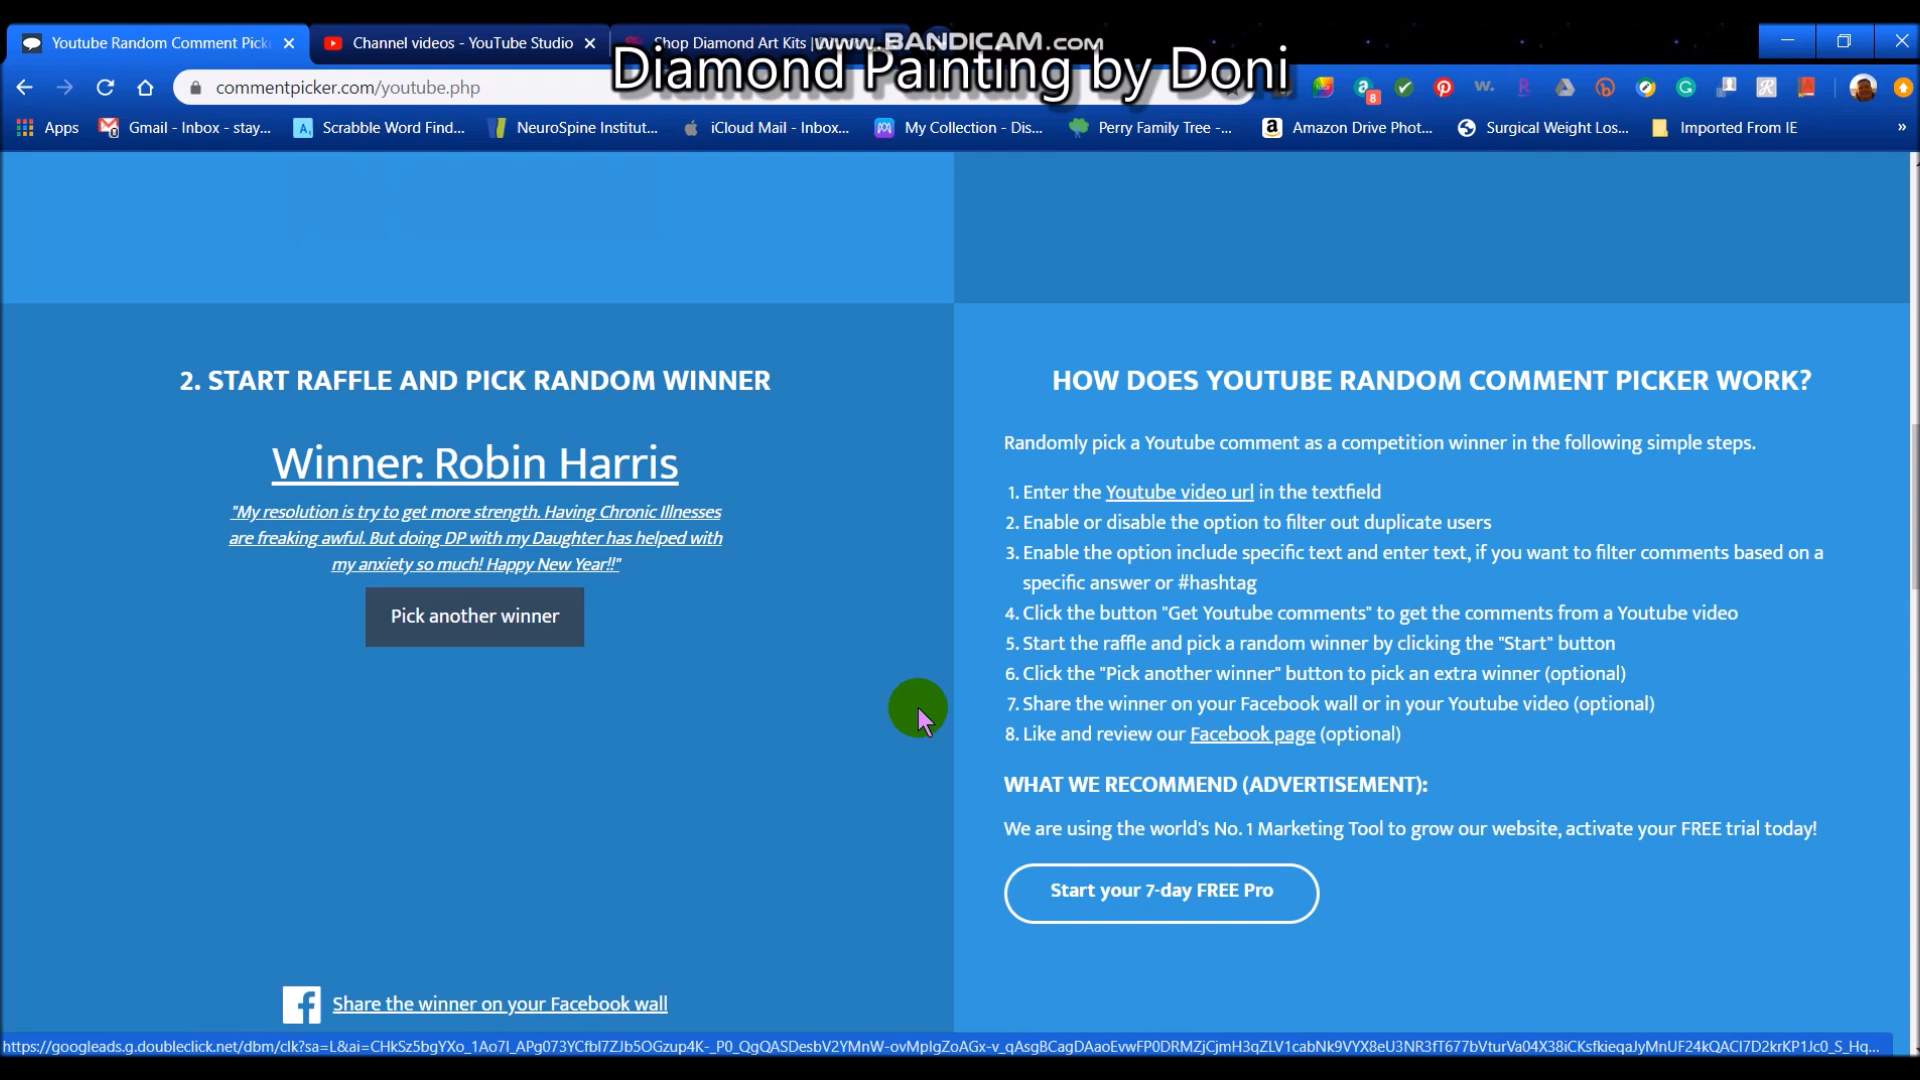 Youtube Random Comment Pick
Channel videos - YouTube Studio
Shop Diamond Art Kits |
www.BANDICAM.com
Diamond Painting by Doni
commentpicker.com/youtube.php
8
Apps
Gmail - Inbox - stay...
Scrabble Word Find...
NeuroSpine Institut...
iCloud Mail - Inbox...
My Collection - Dis...
Perry Family Tree -...
Amazon Drive Phot...
Surgical Weight Los...
Imported From IE
»
2. START RAFFLE AND PICK RANDOM WINNER
Winner: Robin Harris
"My resolution is try to get more strength. Having Chronic Illnesses
are freaking awful. But doing DP with my Daughter has helped with
my anxiety so much! Happy New Year!!"
Pick another winner
Share the winner on your Facebook wall
HOW DOES YOUTUBE RANDOM COMMENT PICKER WORK?
Randomly pick a Youtube comment as a competition winner in the following simple steps.
1. Enter the Youtube video url in the textfield
2. Enable or disable the option to filter out duplicate users
3. Enable the option include specific text and enter text, if you want to filter comments based on a
specific answer or #hashtag
4. Click the button "Get Youtube comments" to get the comments from a Youtube video
5. Start the raffle and pick a random winner by clicking the "Start" button
6. Click the "Pick another winner" button to pick an extra winner (optional)
7. Share the winner on your Facebook wall or in your Youtube video (optional)
8. Like and review our Facebook page (optional)
WHAT WE RECOMMEND (ADVERTISEMENT):
We are using the world's No. 1 Marketing Tool to grow our website, activate your FREE trial today!
Start your 7-day FREE Pro